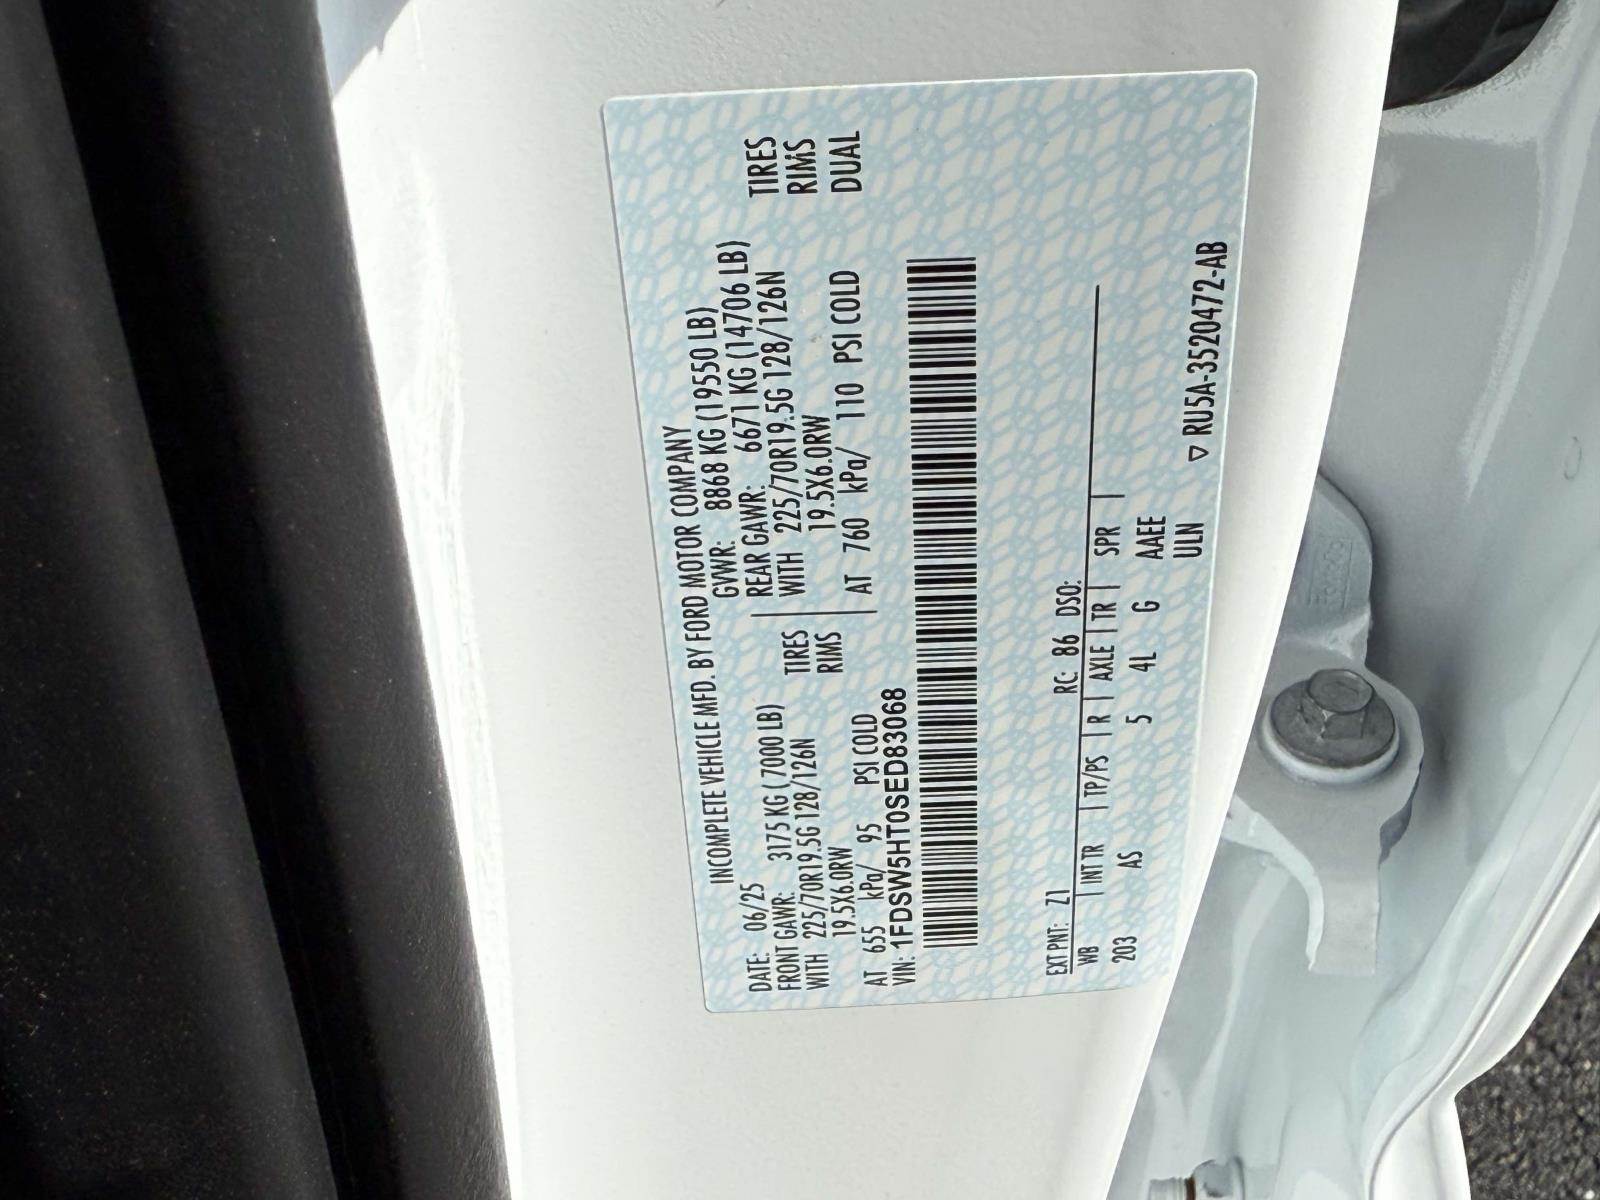 INCOMPLETE VEHICLE MFD. BY FORD MOTOR COMPANY
DATE: 06/25 GVWR: 8868 KG (19550 LB)
FRONT GAWR: 3175 KG (7000 LB) REAR GAWR: 6671 KG (14706 LB)
WITH 225/70R19.5G 128/126N TIRES WITH 225/70R19.5G 128/126N TIRES
19.5X6.0RW RIMS 19.5X6.0RW RIMS
AT 655 kPa/ 95 PSI COLD AT 760 kPa/ 110 PSI COLD DUAL
VIN: 1FDSW5HT0SED83068
EXT PNT: Z1 RC: 86 DSO:
WB INT TR TP/PS R AXLE TR SPR
203 AS 5 4L G AAEE
ULN
▽ RU5A-3520472-AB